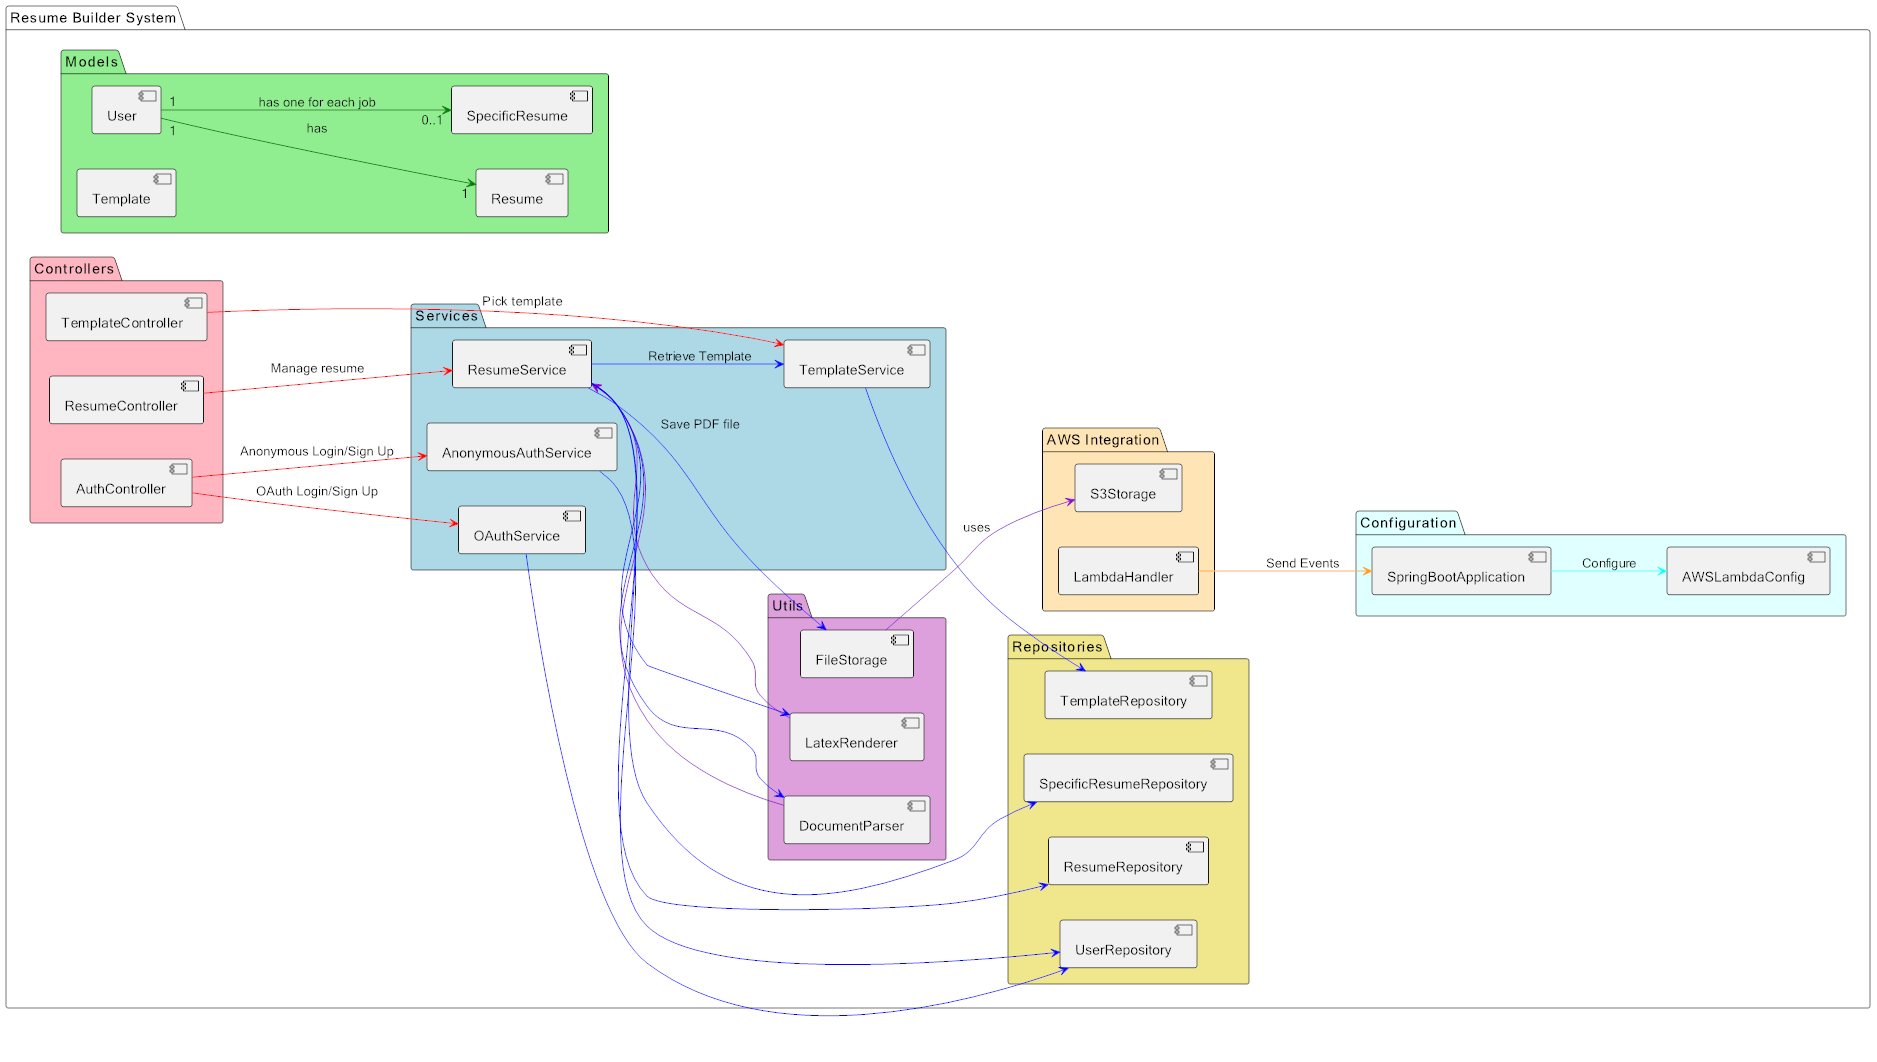 Resume Builder System
Models
User
1
has one for each job
0..1
SpecificResume
1
has
1
Template
Resume
Controllers
TemplateController
Pick template
Services
ResumeController
Manage resume
ResumeService
Retrieve Template
TemplateService
AuthController
Anonymous Login/Sign Up
OAuth Login/Sign Up
AnonymousAuthService
OAuthService
Save PDF file
AWS Integration
S3Storage
uses
LambdaHandler
Send Events
Configuration
SpringBootApplication
Configure
AWSLambdaConfig
Utils
FileStorage
LatexRenderer
DocumentParser
Repositories
TemplateRepository
SpecificResumeRepository
ResumeRepository
UserRepository